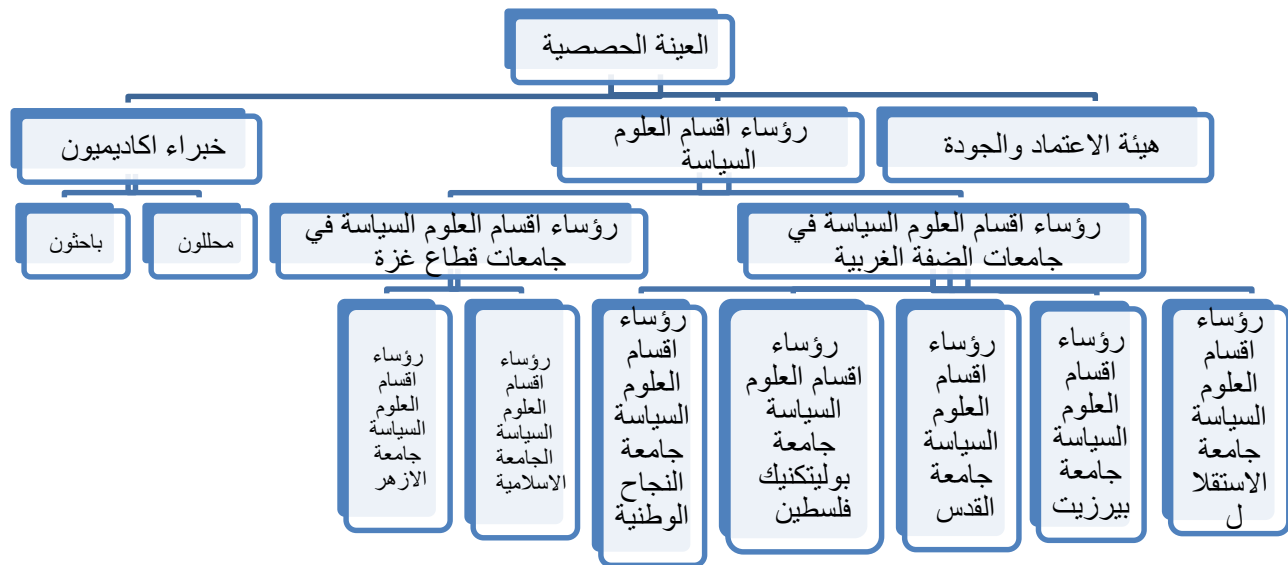 العينة الحصصية
هيئة الاعتماد والجودة
رؤساء اقسام العلوم
السياسة
خبراء اكاديميون
رؤساء اقسام العلوم السياسة في
جامعات الضفة الغربية
رؤساء اقسام العلوم السياسة في
جامعات قطاع غزة
محللون
باحثون
رؤساء
اقسام
العلوم
السياسة
جامعة
الاستقلا
ل
رؤساء
اقسام
العلوم
السياسة
جامعة
بيرزيت
رؤساء
اقسام
العلوم
السياسة
جامعة
القدس
رؤساء
اقسام العلوم
السياسة
جامعة
بوليتكنيك
فلسطين
رؤساء
اقسام
العلوم
السياسة
جامعة
النجاح
الوطنية
رؤساء
اقسام
العلوم
السياسة
الجامعة
الاسلامية
رؤساء
اقسام
العلوم
السياسة
جامعة
الازهر